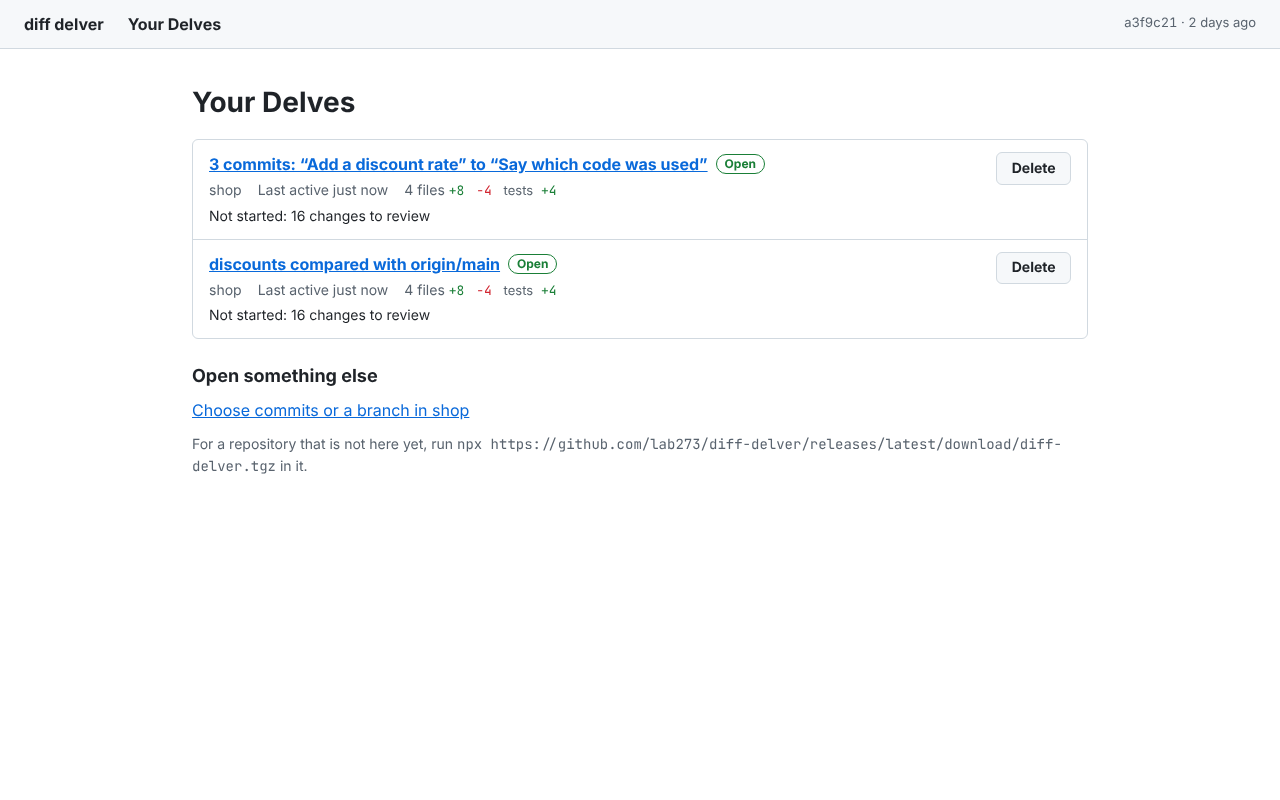 diff delver
Your Delves
a3f9c21 · 2 days ago
Your Delves
3 commits: “Add a discount rate” to “Say which code was used” Open
Delete
shop Last active just now 4 files +8 -4 tests +4
Not started: 16 changes to review
discounts compared with origin/main Open
Delete
shop Last active just now 4 files +8 -4 tests +4
Not started: 16 changes to review
Open something else
Choose commits or a branch in shop
For a repository that is not here yet, run npx https://github.com/lab273/diff-delver/releases/latest/download/diff-
delver.tgz in it.